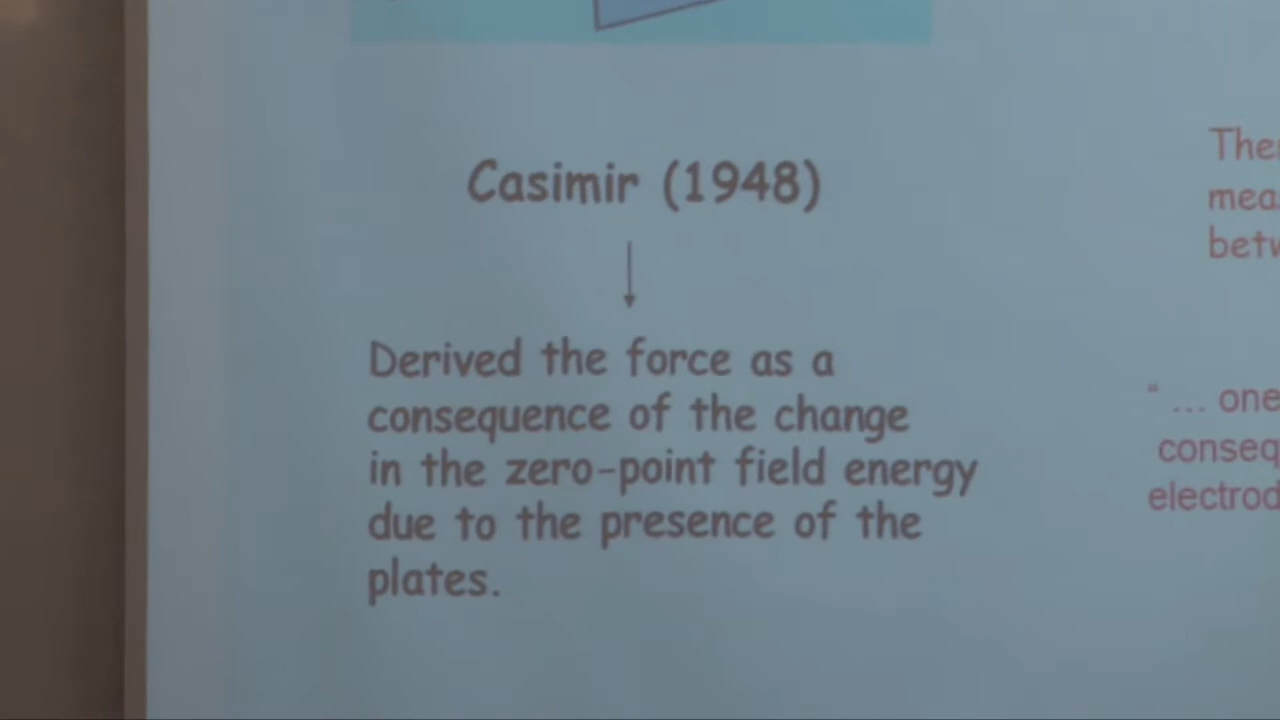 Casimir (1948)
Derived the force as a
consequence of the change
in the zero-point field energy
due to the presence of the
plates.
" ... one